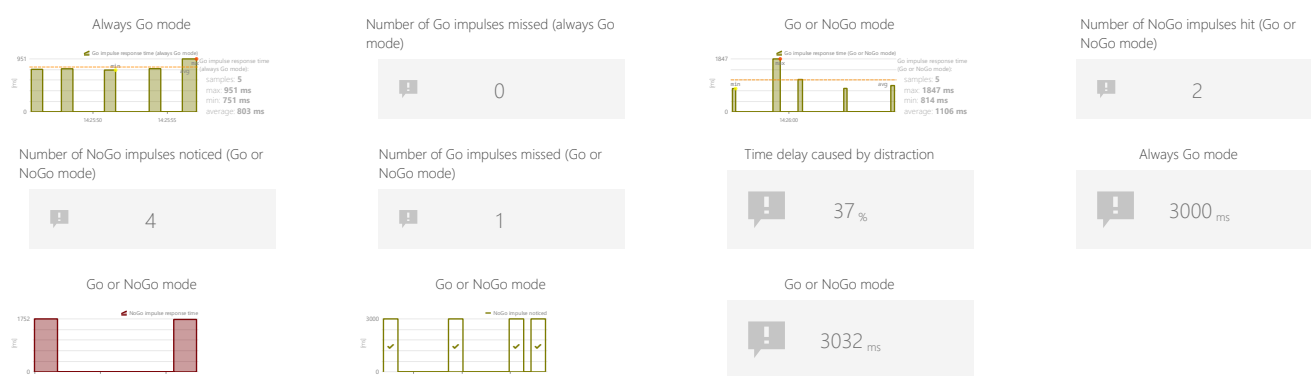 Always Go mode
951
[ms]
0
Go impulse response time (always Go mode)
min
max
avg
14:25:50
14:25:55
Go impulse response time
(always Go mode):
samples: 5
max: 951 ms
min: 751 ms
average: 803 ms
Number of Go impulses missed (always Go
mode)
0
Go or NoGo mode
1847
[ms]
0
Go impulse response time (Go or NoGo mode)
min
max
avg
14:26:00
Go impulse response time
(Go or NoGo mode):
samples: 5
max: 1847 ms
min: 814 ms
average: 1106 ms
Number of NoGo impulses hit (Go or
NoGo mode)
2
Number of NoGo impulses noticed (Go or
NoGo mode)
4
Number of Go impulses missed (Go or
NoGo mode)
1
Time delay caused by distraction
37 %
Always Go mode
3000 ms
Go or NoGo mode
1752
[ms]
0
NoGo impulse response time
Go or NoGo mode
3000
[ms]
0
NoGo impulse noticed
Go or NoGo mode
3032 ms